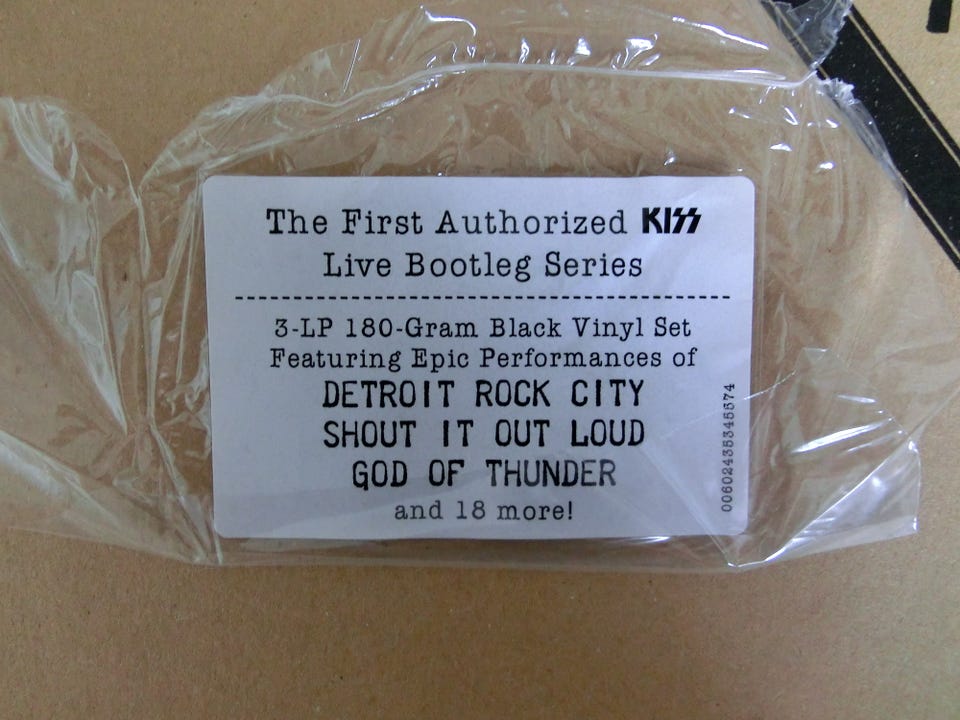 The First Authorized KISS
Live Bootleg Series
3-LP 180-Gram Black Vinyl Set
Featuring Epic Performances of
DETROIT ROCK CITY
SHOUT IT OUT LOUD
GOD OF THUNDER
and 18 more!
00602438348374